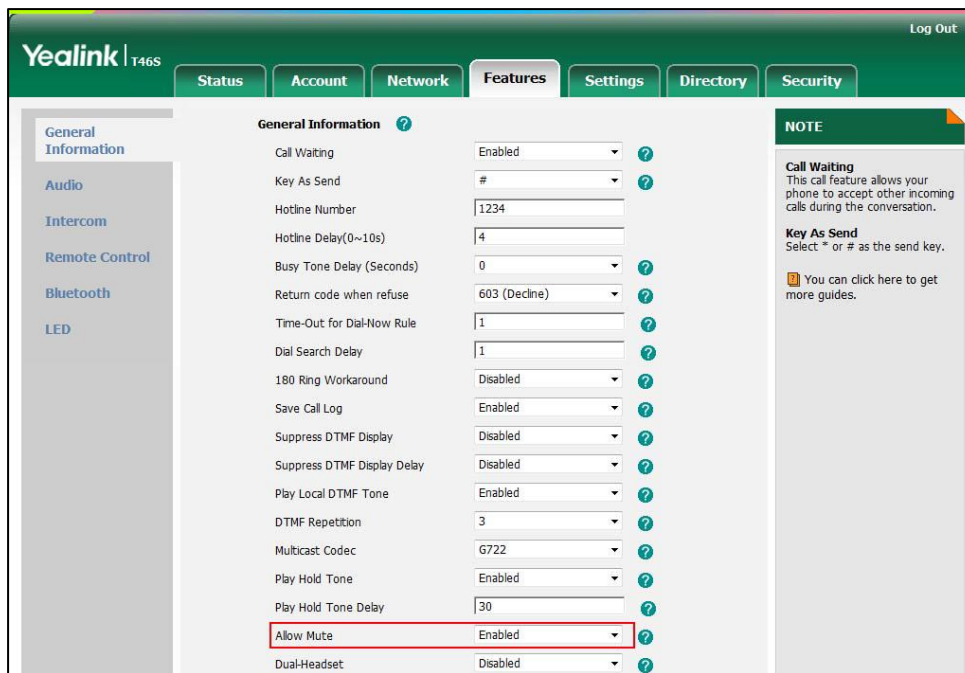 Log Out
Yealink | T46S
Status Account Network Features Settings Directory Security
General
Information
Audio
Intercom
Remote Control
Bluetooth
LED
General Information ?
Call Waiting Enabled ?
Key As Send # ?
Hotline Number 1234
Hotline Delay(0~10s) 4
Busy Tone Delay (Seconds) 0 ?
Return code when refuse 603 (Decline) ?
Time-Out for Dial-Now Rule 1 ?
Dial Search Delay 1 ?
180 Ring Workaround Disabled ?
Save Call Log Enabled ?
Suppress DTMF Display Disabled ?
Suppress DTMF Display Delay Disabled ?
Play Local DTMF Tone Enabled ?
DTMF Repetition 3 ?
Multicast Codec G722 ?
Play Hold Tone Enabled ?
Play Hold Tone Delay 30 ?
Allow Mute Enabled ?
Dual-Headset Disabled ?
NOTE
Call Waiting
This call feature allows your
phone to accept other incoming
calls during the conversation.
Key As Send
Select * or # as the send key.
? You can click here to get
more guides.